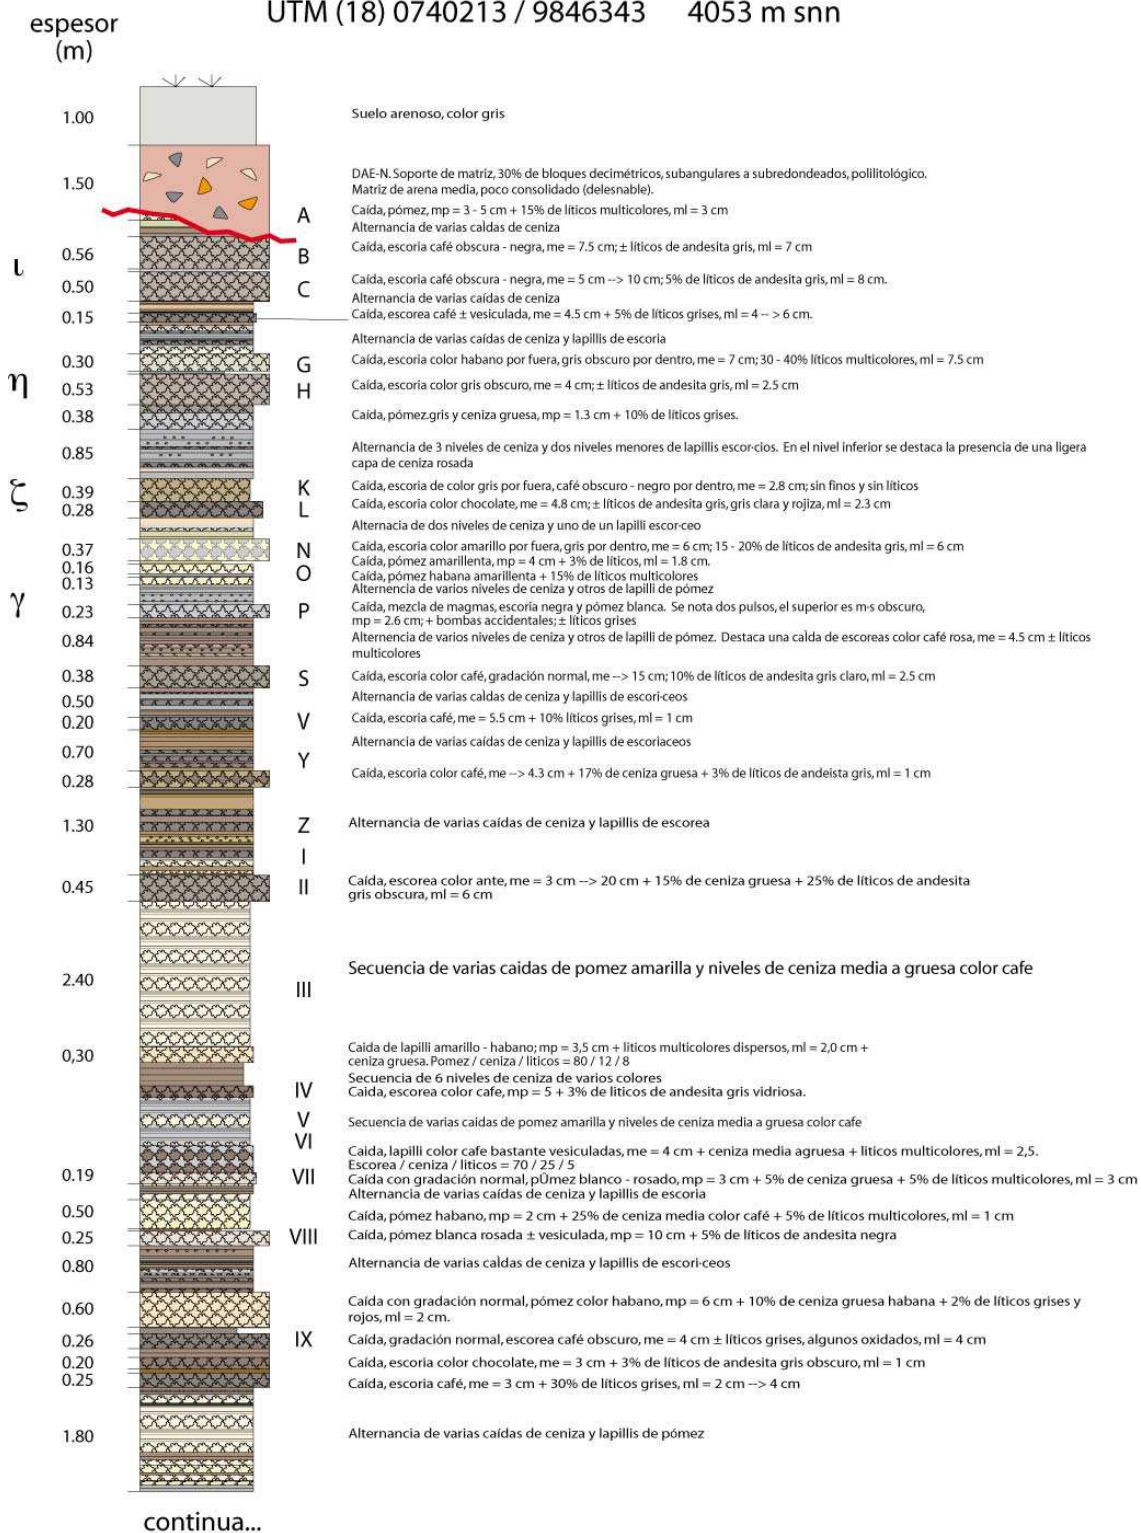 UTM (18) 0740213 / 9846343 4053 m snn
espesor
(m)
1.00 Suelo arenoso, color gris
DAE-N. Soporte de matriz, 30% de bloques decimétricos, subangulares a subredondeados, polilitológico.
1.50
Matriz de arena media, poco consolidado (delesnable).
A Caída, pómez, mp = 3 - 5 cm + 15% de líticos multicolores, ml = 3 cm
Alternancia de varias caìdas de ceniza
0.56 B Caída, escoria café obscura - negra, me = 7.5 cm; ± líticos de andesita gris, ml = 7 cm
ι
0.50 C Caída, escoria café obscura - negra, me = 5 cm --> 10 cm; 5% de líticos de andesita gris, ml = 8 cm.
Alternancia de varias caídas de ceniza
0.15 Caída, escorea café ± vesiculada, me = 4.5 cm + 5% de líticos grises, ml = 4 -- > 6 cm.
Alternancia de varias caídas de ceniza y lapillis de escoria
0.30 G Caída, escoria color habano por fuera, gris obscuro por dentro, me = 7 cm; 30 - 40% líticos multicolores, ml = 7.5 cm
η
0.53 H Caída, escoria color gris obscuro, me = 4 cm; ± líticos de andesita gris, ml = 2.5 cm
0.38 Caída, pómez.gris y ceniza gruesa, mp = 1.3 cm + 10% de líticos grises.
0.85 Alternancia de 3 niveles de ceniza y dos niveles menores de lapillis escor·cios. En el nivel inferior se destaca la presencia de una ligera
capa de ceniza rosada
ζ
0.39 K Caída, escoria de color gris por fuera, café obscuro - negro por dentro, me = 2.8 cm; sin finos y sin líticos
0.28 L Caída, escoria color chocolate, me = 4.8 cm; ± líticos de andesita gris, gris clara y rojiza, ml = 2.3 cm
Alternacia de dos niveles de ceniza y uno de un lapilli escor·ceo
0.37 N Caída, escoria color amarillo por fuera, gris por dentro, me = 6 cm; 15 - 20% de líticos de andesita gris, ml = 6 cm
0.16 Caída, pómez amarillenta, mp = 4 cm + 3% de líticos, ml = 1.8 cm.
0.13 O Caída, pómez habana amarillenta + 15% de líticos multicolores
Alternencia de varios niveles de ceniza y otros de lapilli de pómez
γ
0.23 P Caída, mezcla de magmas, escoria negra y pómez blanca. Se nota dos pulsos, el superior es m·s obscuro,
mp = 2.6 cm; + bombas accidentales; ± líticos grises
0.84 Alternencia de varios niveles de ceniza y otros de lapilli de pómez. Destaca una caìda de escoreas color café rosa, me = 4.5 cm ± líticos
multicolores
0.38 S Caída, escoria color café, gradación normal, me --> 15 cm; 10% de líticos de andesita gris claro, ml = 2.5 cm
0.50 Alternancia de varias caìdas de ceniza y lapillis de escori·ceos
0.20 V Caída, escoria café, me = 5.5 cm + 10% líticos grises, ml = 1 cm
0.70 Alternancia de varias caídas de ceniza y lapillis de escoriaceos
Y
0.28 Caída, escoria color café, me --> 4.3 cm + 17% de ceniza gruesa + 3% de líticos de andeista gris, ml = 1 cm
1.30 Z Alternancia de varias caídas de ceniza y lapillis de escorea
I
0.45 II Caída, escorea color ante, me = 3 cm --> 20 cm + 15% de ceniza gruesa + 25% de líticos de andesita
gris obscura, ml = 6 cm
2.40 Secuencia de varias caidas de pomez amarilla y niveles de ceniza media a gruesa color cafe
III
0,30 Caida de lapilli amarillo - habano; mp = 3,5 cm + liticos multicolores dispersos, ml = 2,0 cm +
ceniza gruesa. Pomez / ceniza / liticos = 80 / 12 / 8
Secuencia de 6 niveles de ceniza de varios colores
IV Caida, escorea color cafe, mp = 5 + 3% de liticos de andesita gris vidriosa.
V Secuencia de varias caidas de pomez amarilla y niveles de ceniza media a gruesa color cafe
VI
Caida, lapilli color cafe bastante vesiculadas, me = 4 cm + ceniza media agruesa + liticos multicolores, ml = 2,5.
Escorea / ceniza / liticos = 70 / 25 / 5
0.19 VII Caída con gradación normal, pÛmez blanco - rosado, mp = 3 cm + 5% de ceniza gruesa + 5% de líticos multicolores, ml = 3 cm
Alternancia de varias caídas de ceniza y lapillis de escoria
0.50 Caída, pómez habano, mp = 2 cm + 25% de ceniza media color café + 5% de líticos multicolores, ml = 1 cm
0.25 VIII Caída, pómez blanca rosada ± vesiculada, mp = 10 cm + 5% de líticos de andesita negra
0.80 Alternancia de varias caìdas de ceniza y lapillis de escori·ceos
0.60 Caída con gradación normal, pómez color habano, mp = 6 cm + 10% de ceniza gruesa habana + 2% de líticos grises y
rojos, ml = 2 cm.
0.26 IX Caída, gradación normal, escorea café obscuro, me = 4 cm ± líticos grises, algunos oxidados, ml = 4 cm
0.20 Caída, escoria color chocolate, me = 3 cm + 3% de líticos de andesita gris obscuro, ml = 1 cm
0.25 Caída, escoria café, me = 3 cm + 30% de líticos grises, ml = 2 cm --> 4 cm
1.80 Alternancia de varias caídas de ceniza y lapillis de pómez
continua...